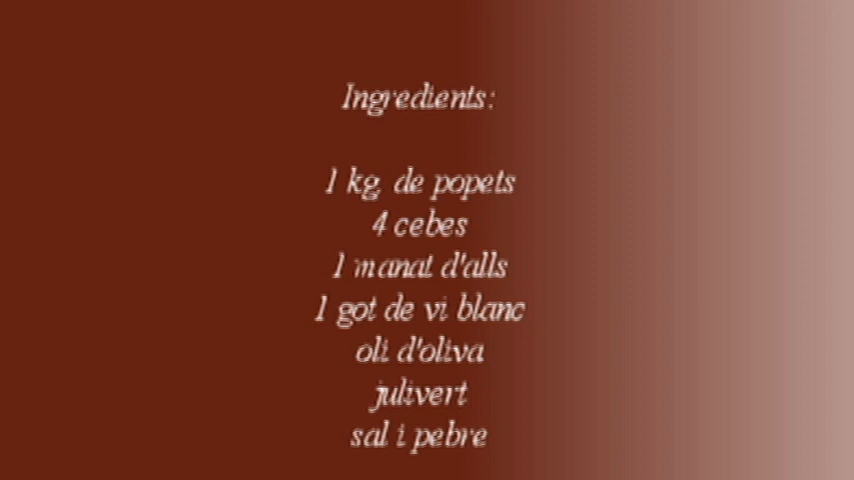 Ingredients:
1 kg. de popets
4 cebes
1 manat d'alls
1 got de vi blanc
oli d'oliva
julivert
sal i pebre